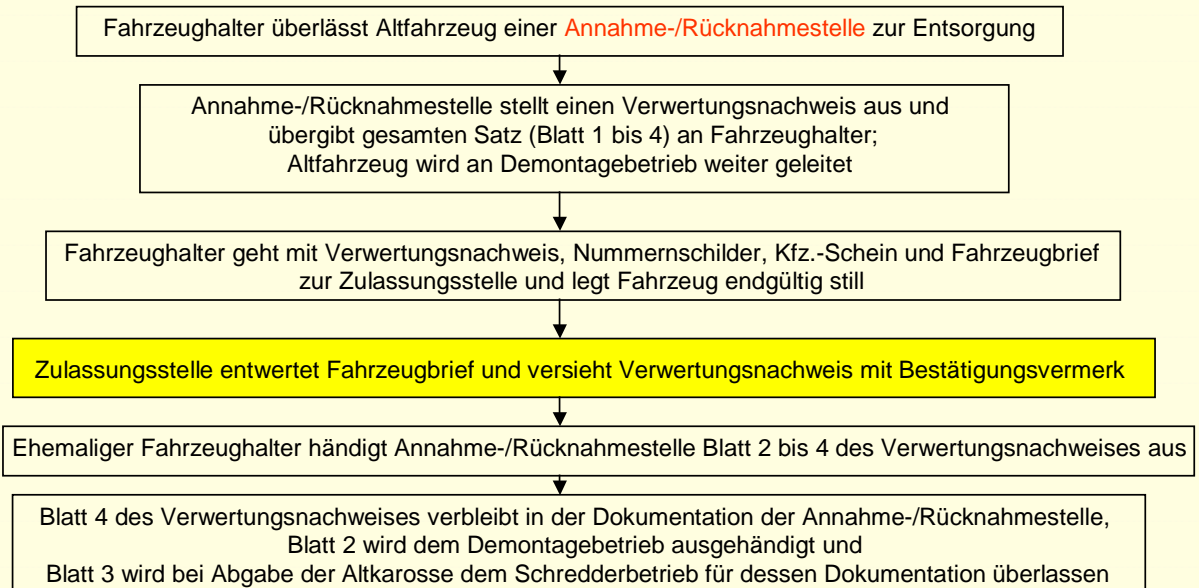 Fahrzeughalter überlässt Altfahrzeug einer Annahme-/Rücknahmestelle zur Entsorgung
Annahme-/Rücknahmestelle stellt einen Verwertungsnachweis aus und
übergibt gesamten Satz (Blatt 1 bis 4) an Fahrzeughalter;
Altfahrzeug wird an Demontagebetrieb weiter geleitet
Fahrzeughalter geht mit Verwertungsnachweis, Nummernschilder, Kfz.-Schein und Fahrzeugbrief
zur Zulassungsstelle und legt Fahrzeug endgültig still
Zulassungsstelle entwertet Fahrzeugbrief und versieht Verwertungsnachweis mit Bestätigungsvermerk
Ehemaliger Fahrzeughalter händigt Annahme-/Rücknahmestelle Blatt 2 bis 4 des Verwertungsnachweises aus
Blatt 4 des Verwertungsnachweises verbleibt in der Dokumentation der Annahme-/Rücknahmestelle,
Blatt 2 wird dem Demontagebetrieb ausgehändigt und
Blatt 3 wird bei Abgabe der Altkarosse dem Schredderbetrieb für dessen Dokumentation überlassen